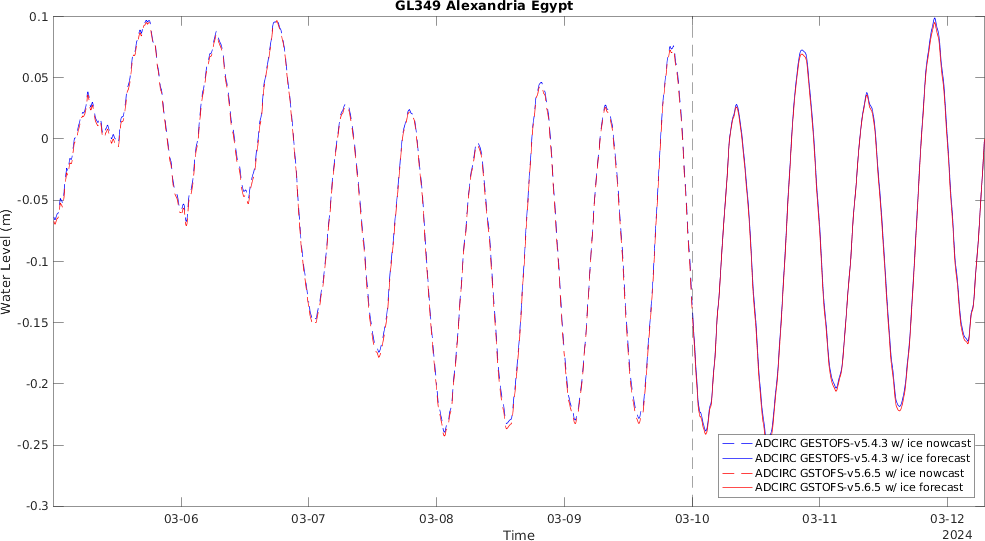 GL349 Alexandria Egypt
Water Level (m)
0.1
0.05
0
-0.05
-0.1
-0.15
-0.2
-0.25
-0.3
03-06
03-07
03-08
03-09
03-10
03-11
03-12
Time
2024
ADCIRC GESTOFS-v5.4.3 w/ ice nowcast
ADCIRC GESTOFS-v5.4.3 w/ ice forecast
ADCIRC GSTOFS-v5.6.5 w/ ice nowcast
ADCIRC GSTOFS-v5.6.5 w/ ice forecast